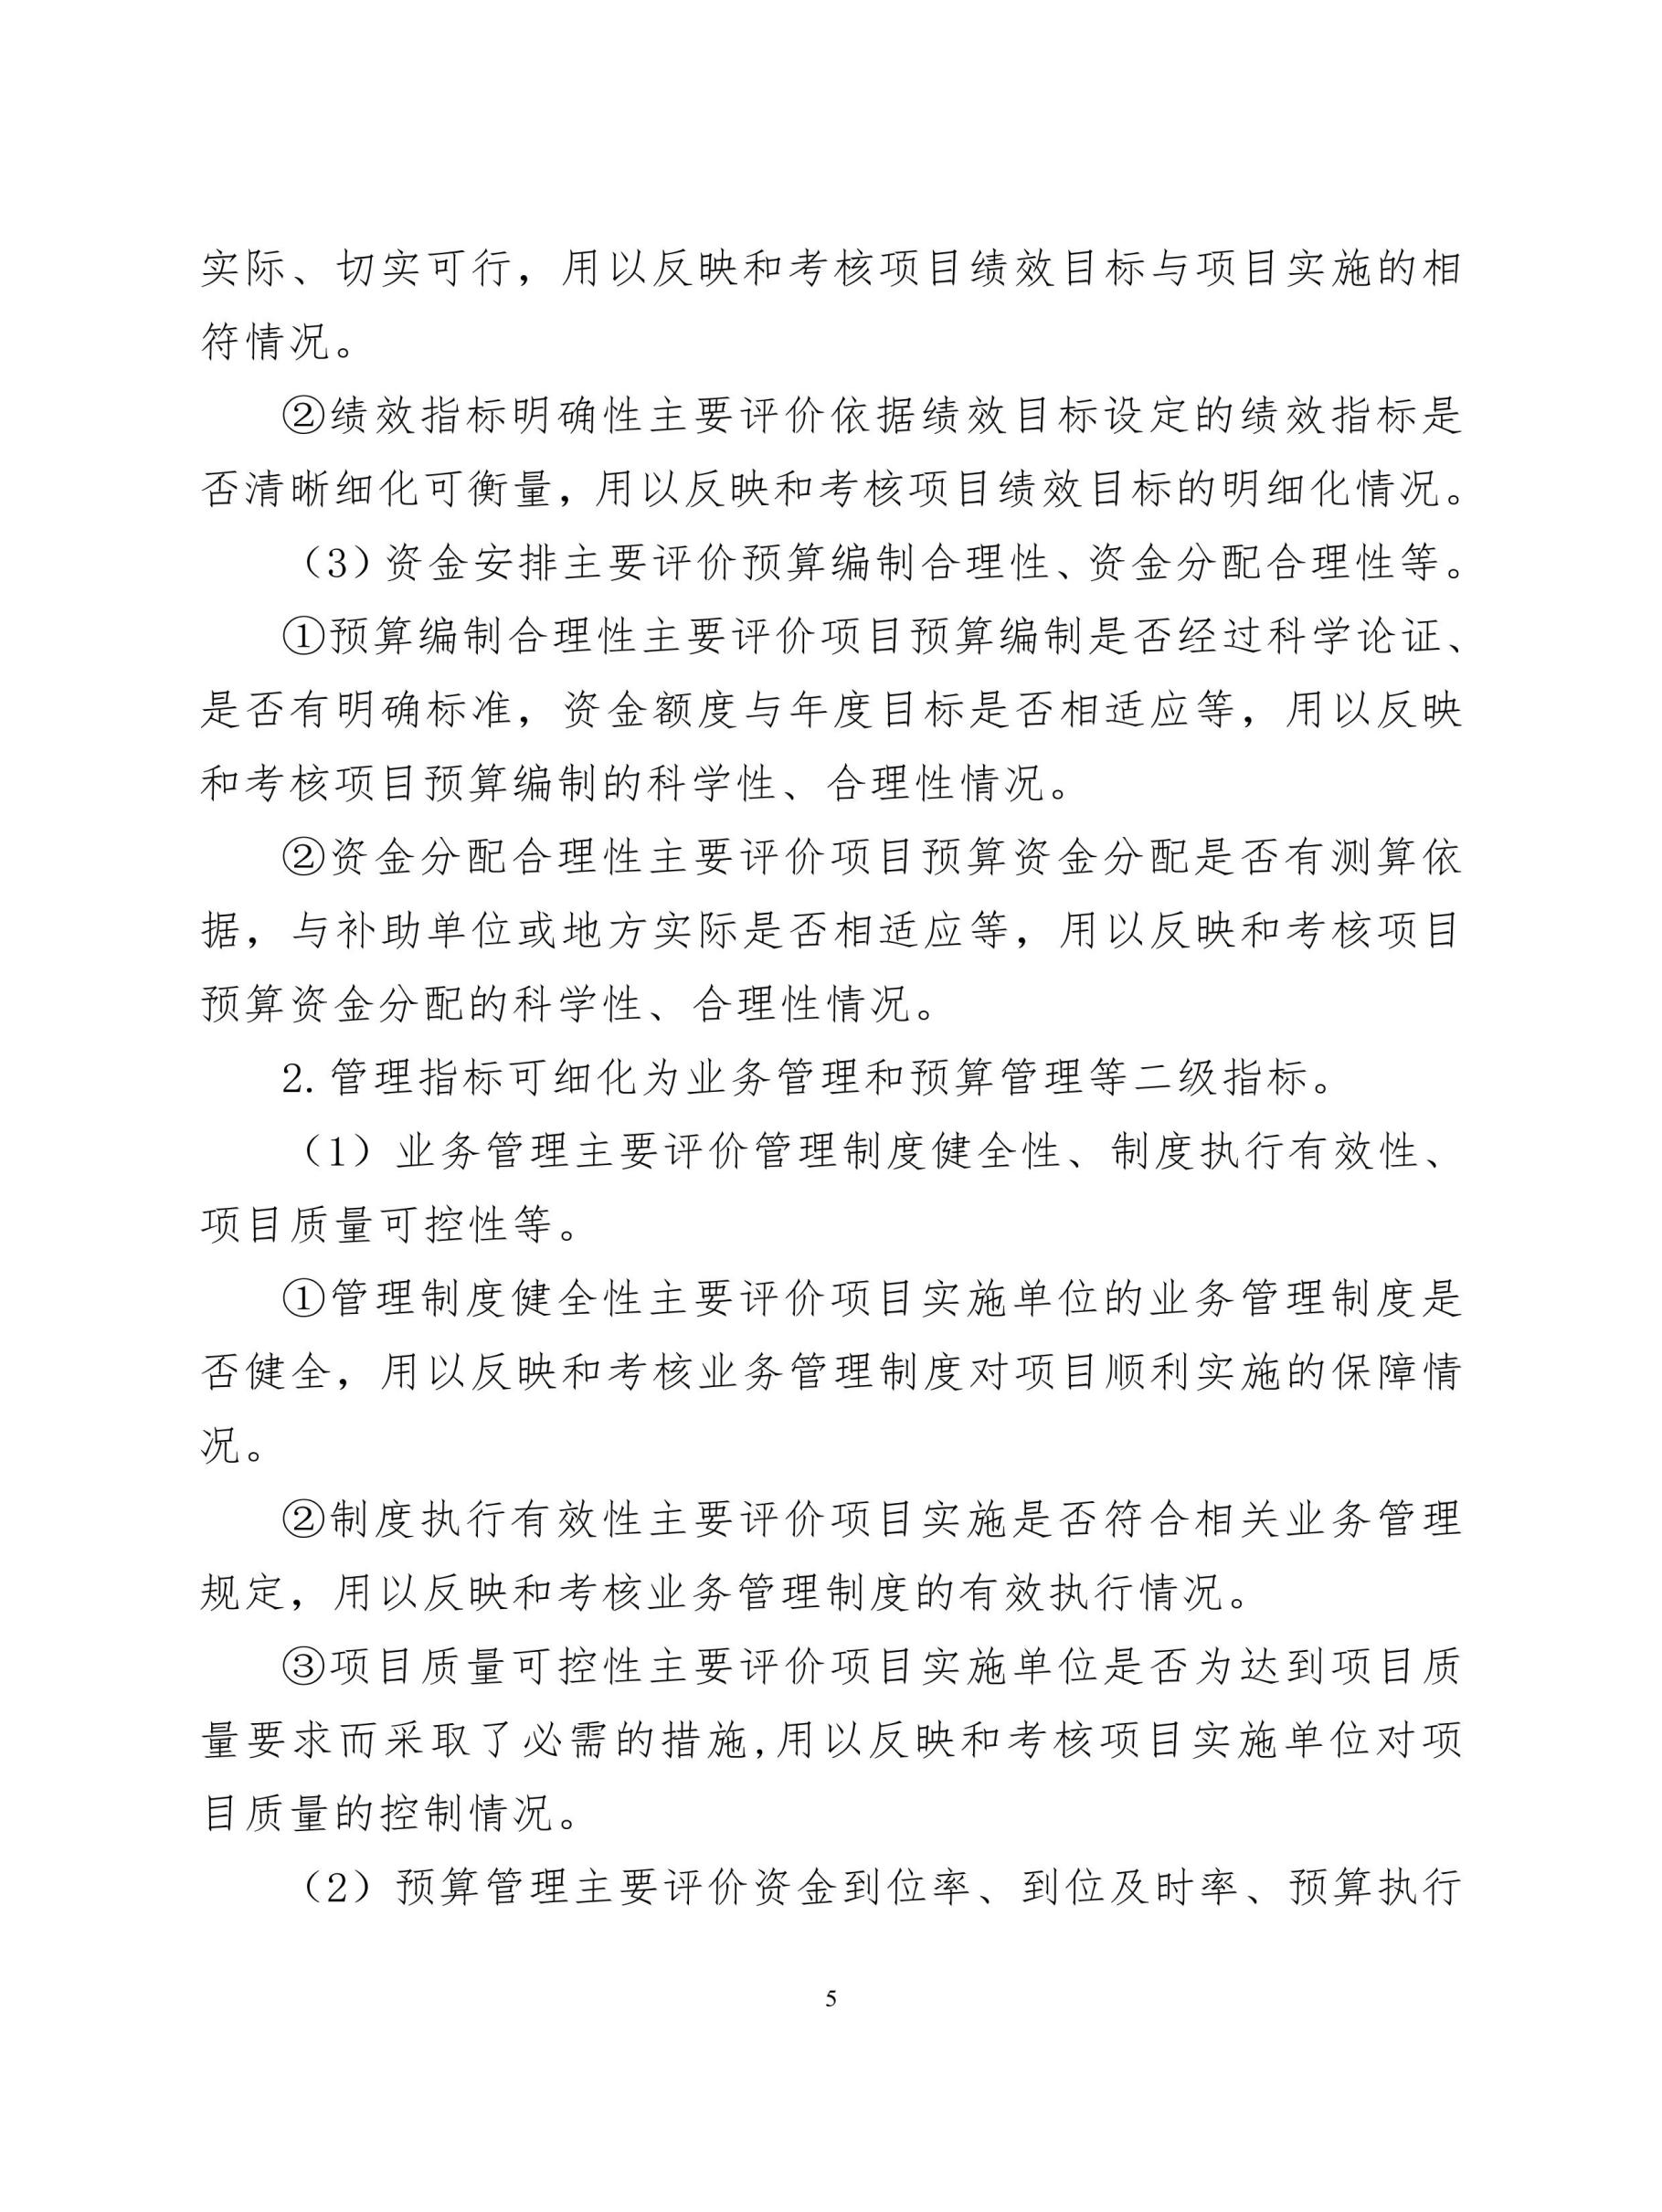 实际、切实可行，用以反映和考核项目绩效目标与项目实施的相
符情况。
②绩效指标明确性主要评价依据绩效目标设定的绩效指标是
否清晰细化可衡量，用以反映和考核项目绩效目标的明细化情况。
（3）资金安排主要评价预算编制合理性、资金分配合理性等。
①预算编制合理性主要评价项目预算编制是否经过科学论证、
是否有明确标准，资金额度与年度目标是否相适应等，用以反映
和考核项目预算编制的科学性、合理性情况。
②资金分配合理性主要评价项目预算资金分配是否有测算依
据，与补助单位或地方实际是否相适应等，用以反映和考核项目
预算资金分配的科学性、合理性情况。
2.管理指标可细化为业务管理和预算管理等二级指标。
（1）业务管理主要评价管理制度健全性、制度执行有效性、
项目质量可控性等。
①管理制度健全性主要评价项目实施单位的业务管理制度是
否健全，用以反映和考核业务管理制度对项目顺利实施的保障情
况。
②制度执行有效性主要评价项目实施是否符合相关业务管理
规定，用以反映和考核业务管理制度的有效执行情况。
③项目质量可控性主要评价项目实施单位是否为达到项目质
量要求而采取了必需的措施,用以反映和考核项目实施单位对项
目质量的控制情况。
（2）预算管理主要评价资金到位率、到位及时率、预算执行
5